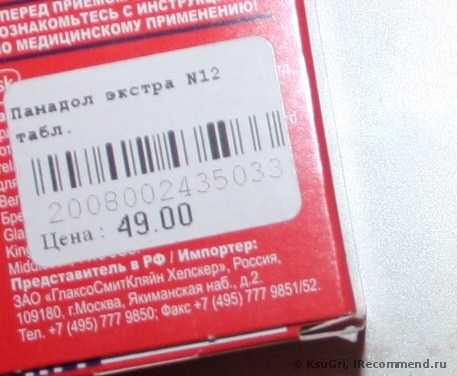 ПЕРЕД ПРИЕМОМ
ОЗНАКОМЬТЕСЬ С ИНСТРУКЦ
ПО МЕДИЦИНСКОМУ ПРИМЕНЕНИЮ!
Панадол экстра N12
табл.
2008002435033
Цена: 49.00
Представитель в РФ / Импортер:
ЗАО «ГлаксоСмитКляйн Хелскер», Россия,
109180, г.Москва, Якиманская наб., д.2.
Тел. +7 (495) 777 9850; Факс +7 (495) 777 9851/52.
© KsuGri, IRecommend.ru